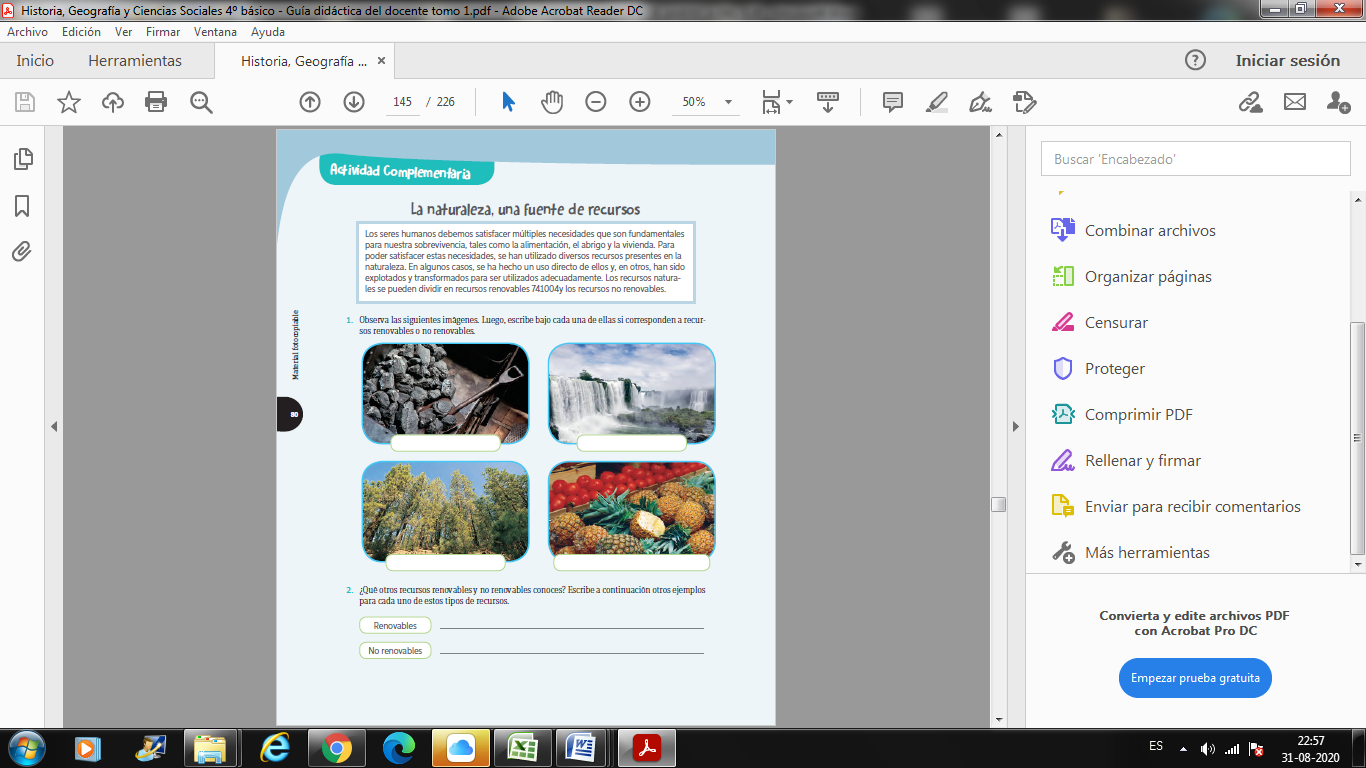 Historia, Geografía y Ciencias Sociales 4º básico - Guía didáctica del docente tomo 1.pdf - Adobe Acrobat Reader DC
Archivo Edición Ver Firmar Ventana Ayuda
Inicio Herramientas Historia, Geografía ... × Iniciar sesión
145 / 226 50%
Actividad Complementaria
La naturaleza, una fuente de recursos
Los seres humanos debemos satisfacer múltiples necesidades que son fundamentales
para nuestra sobrevivencia, tales como la alimentación, el abrigo y la vivienda. Para
poder satisfacer estas necesidades, se han utilizado diversos recursos presentes en la
naturaleza. En algunos casos, se ha hecho un uso directo de ellos y, en otros, han sido
explotados y transformados para ser utilizados adecuadamente. Los recursos natura-
les se pueden dividir en recursos renovables 741004y los recursos no renovables.
1. Observa las siguientes imágenes. Luego, escribe bajo cada una de ellas si corresponden a recur-
sos renovables o no renovables.
Material fotocopiable
80
2. ¿Qué otros recursos renovables y no renovables conoces? Escribe a continuación otros ejemplos
para cada uno de estos tipos de recursos.
Renovables
No renovables
Buscar 'Encabezado'
Combinar archivos
Organizar páginas
Censurar
Proteger
Comprimir PDF
Rellenar y firmar
Enviar para recibir comentarios
Más herramientas
Convierta y edite archivos PDF
con Acrobat Pro DC
Empezar prueba gratuita
ES
22:57
31-08-2020